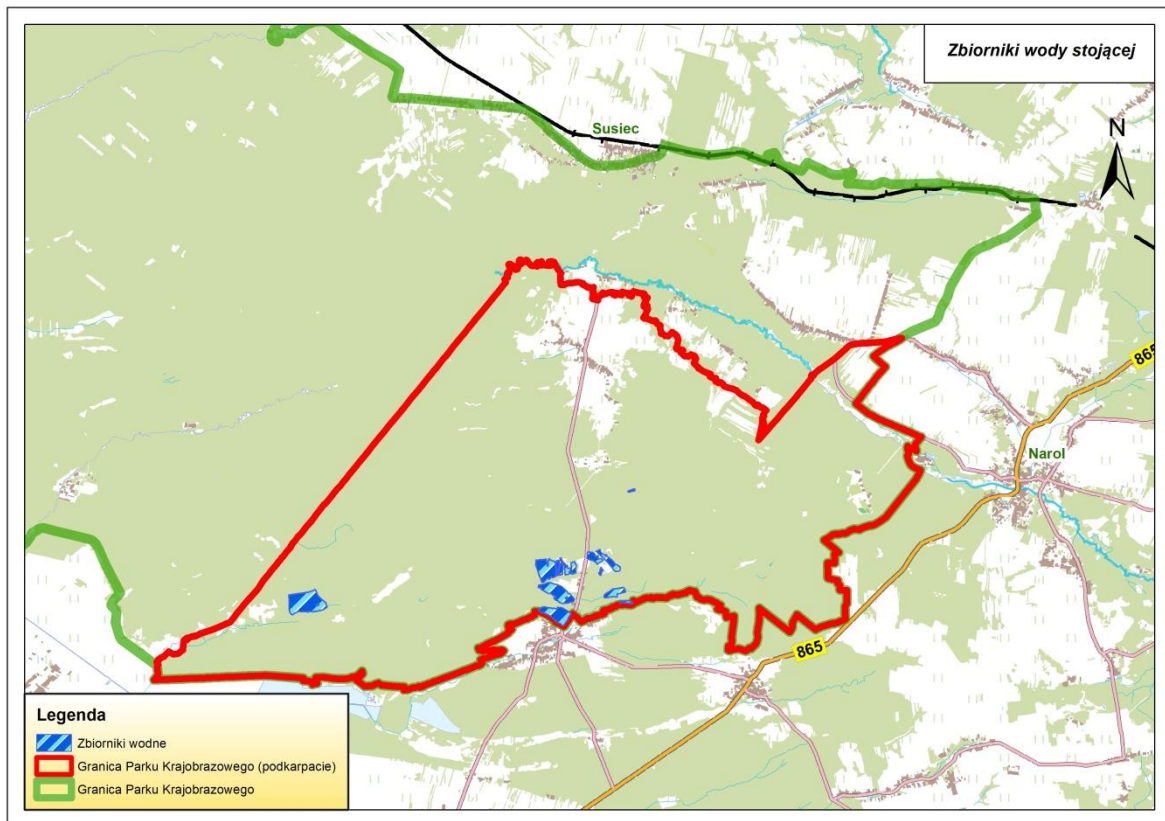 Zbiorniki wody stojącej
Susiec
N
865
Narol
865
Legenda
Zbiorniki wodne
Granica Parku Krajobrazowego (podkarpacie)
Granica Parku Krajobrazowego